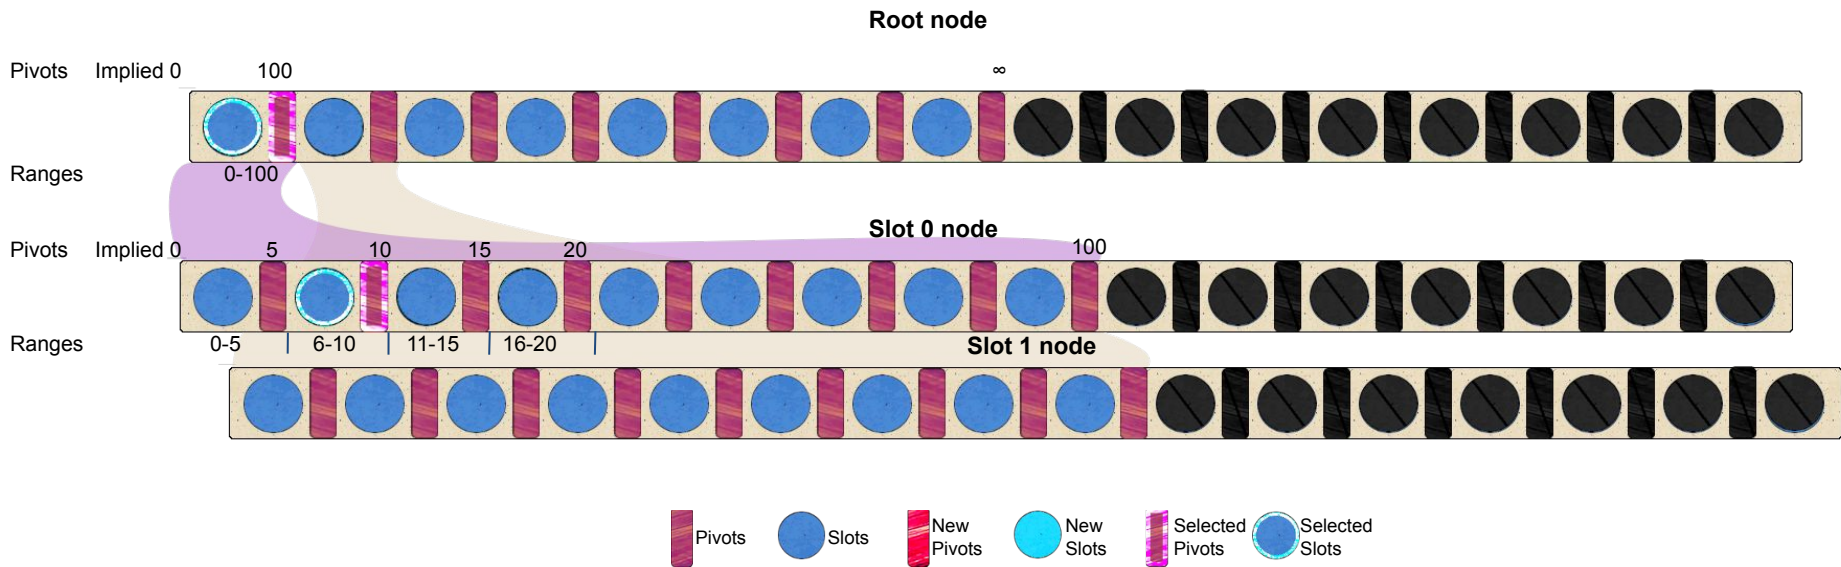 Root node
Pivots Implied 0 100 ∞
Ranges 0-100
Slot 0 node
Pivots Implied 0 5 10 15 20 100
Ranges 0-5 6-10 11-15 16-20
Slot 1 node
Pivots
Slots
New
Pivots
New
Slots
Selected
Pivots
Selected
Slots